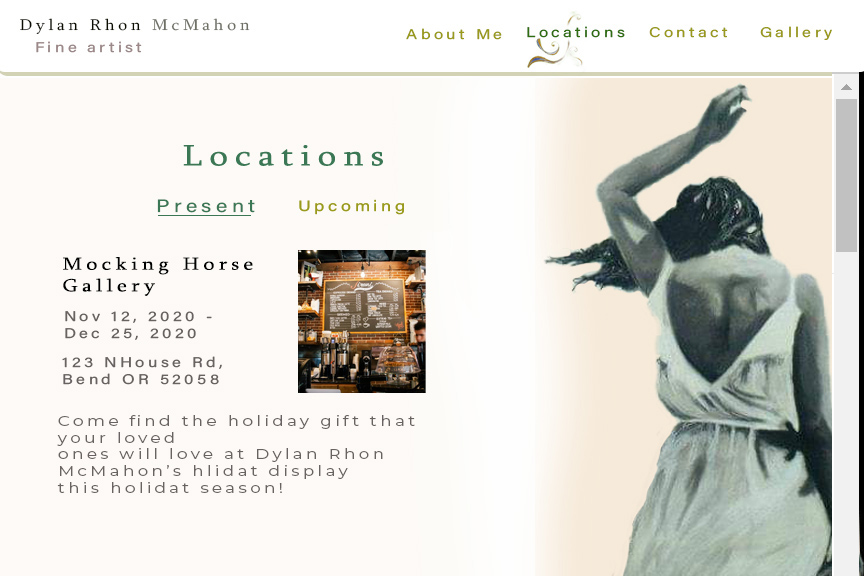 Dylan Rhon McMahon
Fine artist
About Me
Locations
Contact
Gallery
Locations
Present
Upcoming
Mocking Horse
Gallery
Nov 12, 2020 -
Dec 25, 2020
123 NHouse Rd,
Bend OR 52058
Come find the holiday gift that
your loved
ones will love at Dylan Rhon
McMahon's hlidat display
this holidat season!